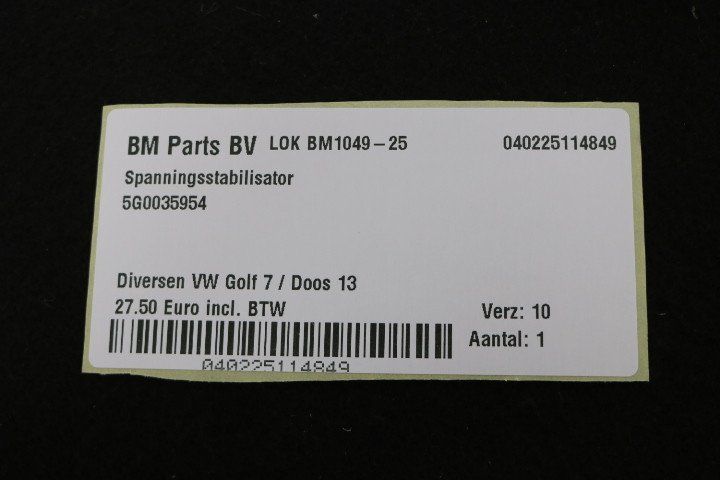 BM Parts BV LOK BM1049-25 040225114849
Spanningsstabilisator
5G0035954
Diversen VW Golf 7 / Doos 13
27.50 Euro incl. BTW Verz: 10
Aantal: 1
040225114849